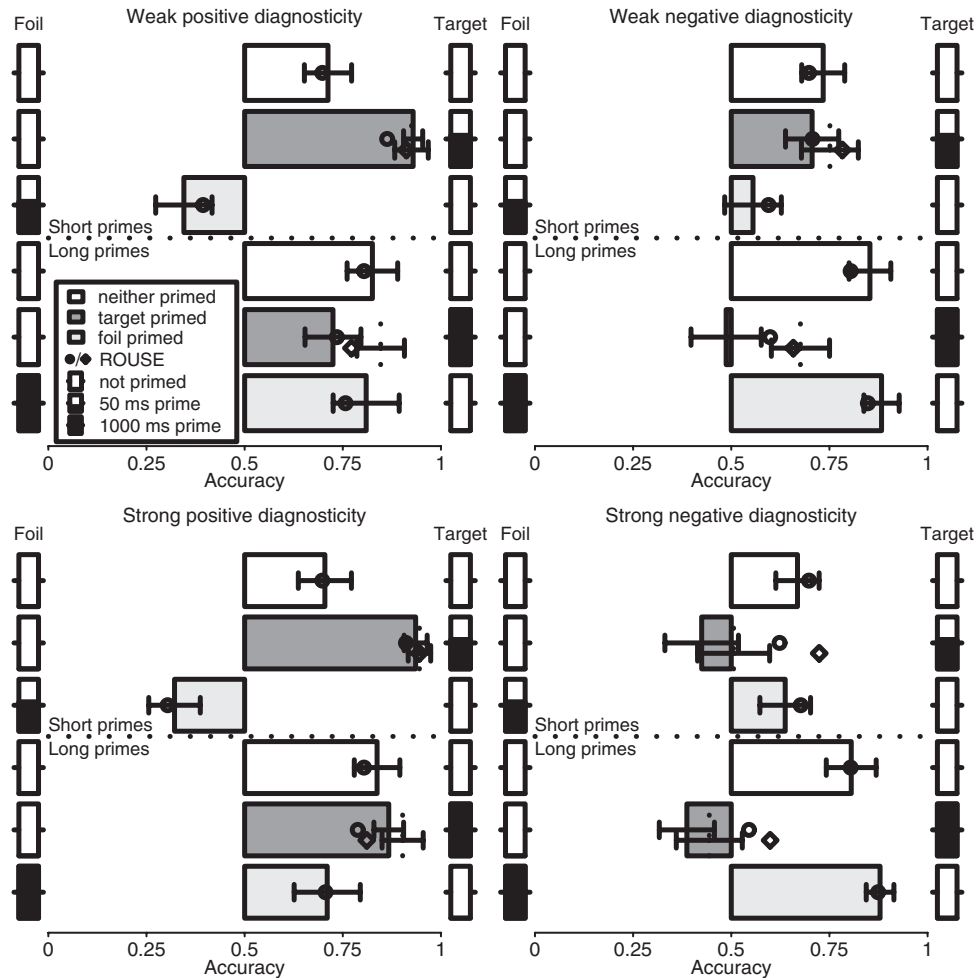 Weak positive diagnosticity
Foil
Target
Short primes
Long primes
neither primed
target primed
foil primed
●/◆ ROUSE
not primed
50 ms prime
1000 ms prime
0 0.25 0.5 0.75 1
Accuracy
Weak negative diagnosticity
Foil
Target
Short primes
Long primes
0 0.25 0.5 0.75 1
Accuracy
Strong positive diagnosticity
Foil
Target
Short primes
Long primes
0 0.25 0.5 0.75 1
Accuracy
Strong negative diagnosticity
Foil
Target
Short primes
Long primes
0 0.25 0.5 0.75 1
Accuracy